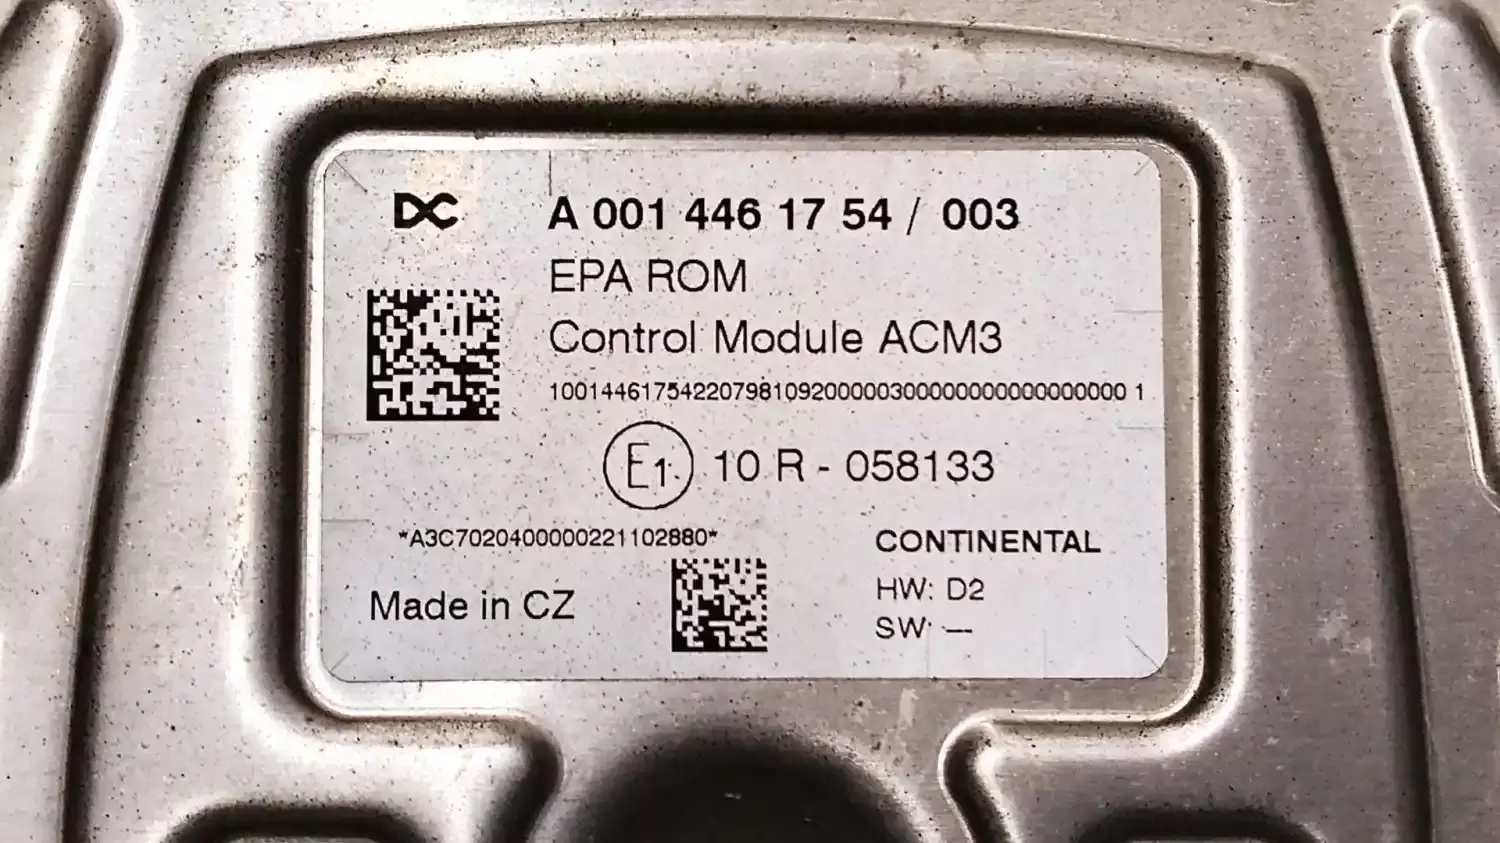 DC
A 001 446 17 54 / 003
EPA ROM
Control Module ACM3
100144617542207981092000003000000000000000000 1
E1 10 R - 058133
*A3C7020400000221102880*
CONTINENTAL
Made in CZ
HW: D2
SW: —